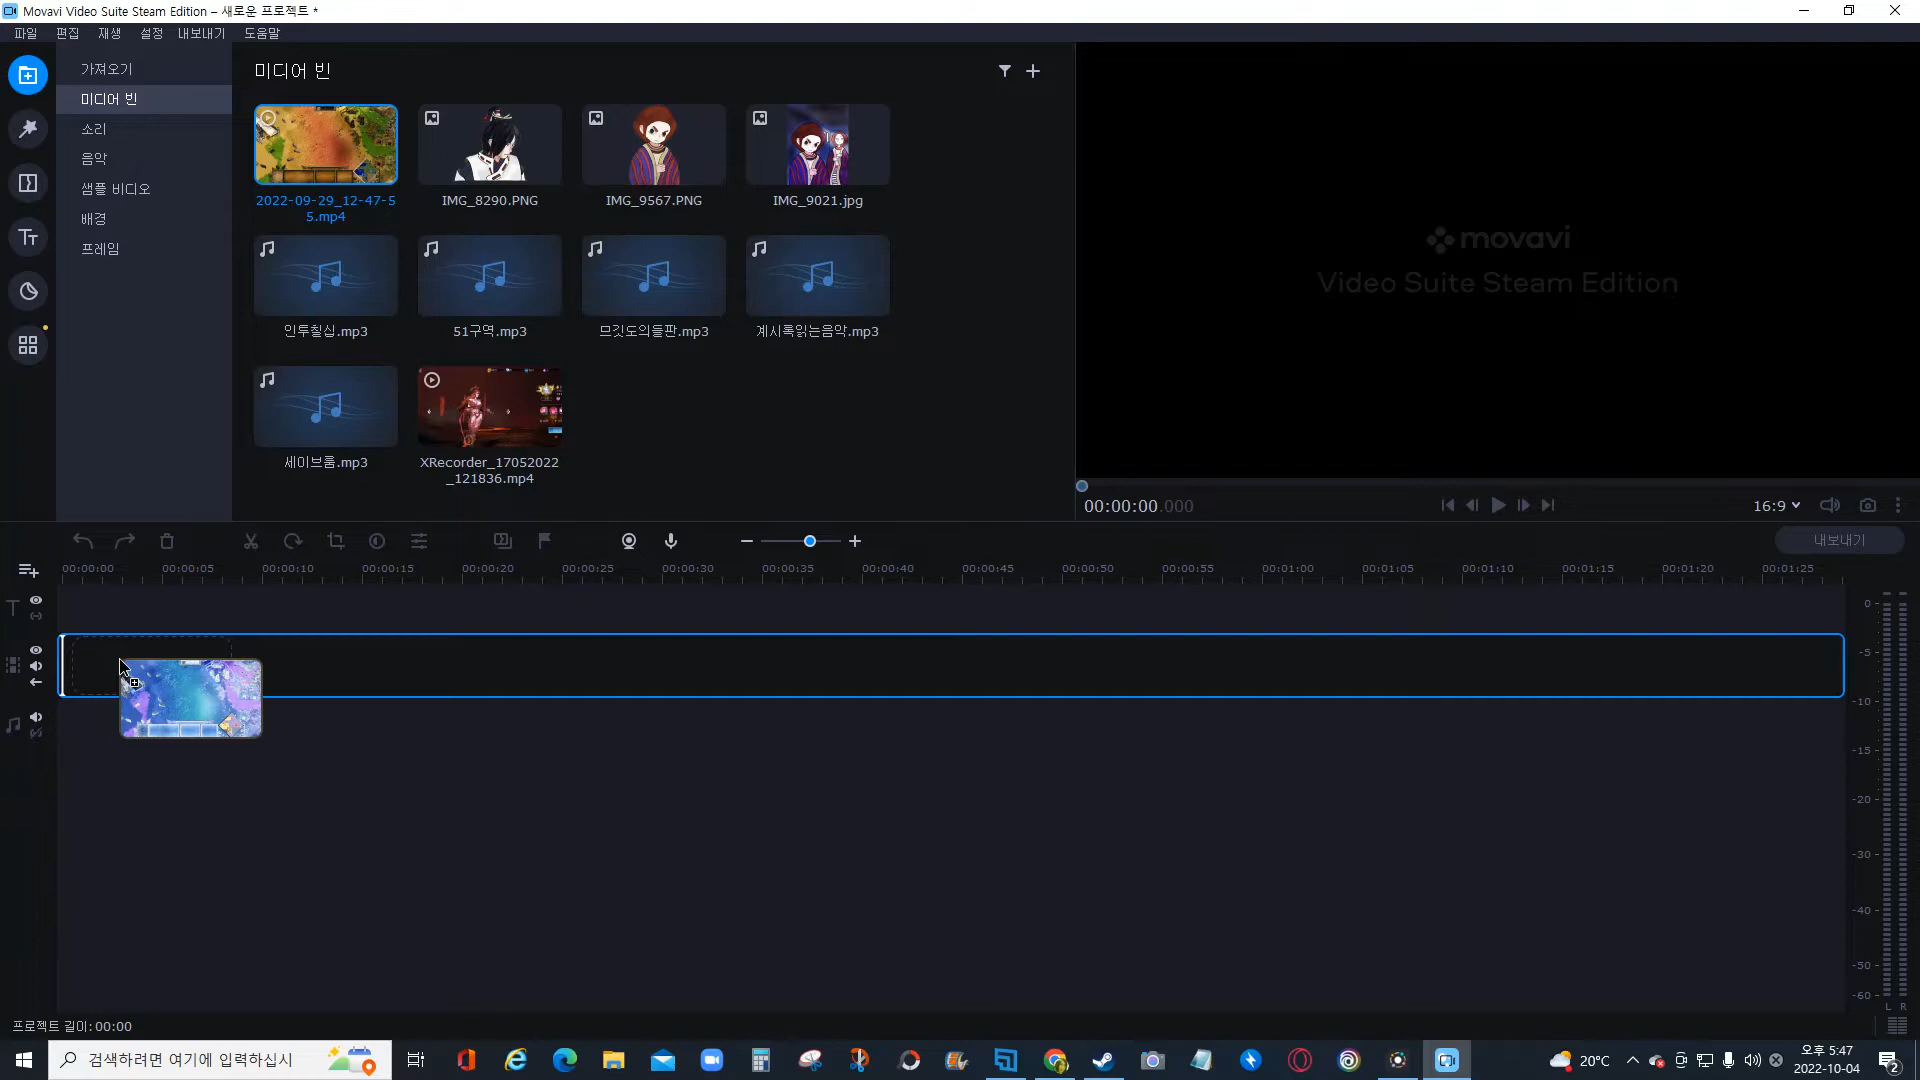 Movavi Video Suite Steam Edition – 새로운 프로젝트 *
파일 편집 재생 설정 내보내기 도움말
가져오기
미디어 빈
소리
음악
샘플 비디오
배경
프레임
미디어 빈
2022-09-29_12-47-5
5.mp4
IMG_8290.PNG
IMG_9567.PNG
IMG_9021.jpg
인투칠십.mp3
51구역.mp3
므깃도의들판.mp3
계시록읽는음악.mp3
세이브룸.mp3
XRecorder_17052022
_121836.mp4
movavi
Video Suite Steam Edition
00:00:00.000
16:9
내보내기
00:00:00 00:00:05 00:00:10 00:00:15 00:00:20 00:00:25 00:00:30 00:00:35 00:00:40 00:00:45 00:00:50 00:00:55 00:01:00 00:01:05 00:01:10 00:01:15 00:01:20 00:01:25
0
-5
-10
-15
-20
-30
-40
-50
-60
L R
프로젝트 길이: 00:00
검색하려면 여기에 입력하십시
20°C
오후 5:47
2022-10-04
2